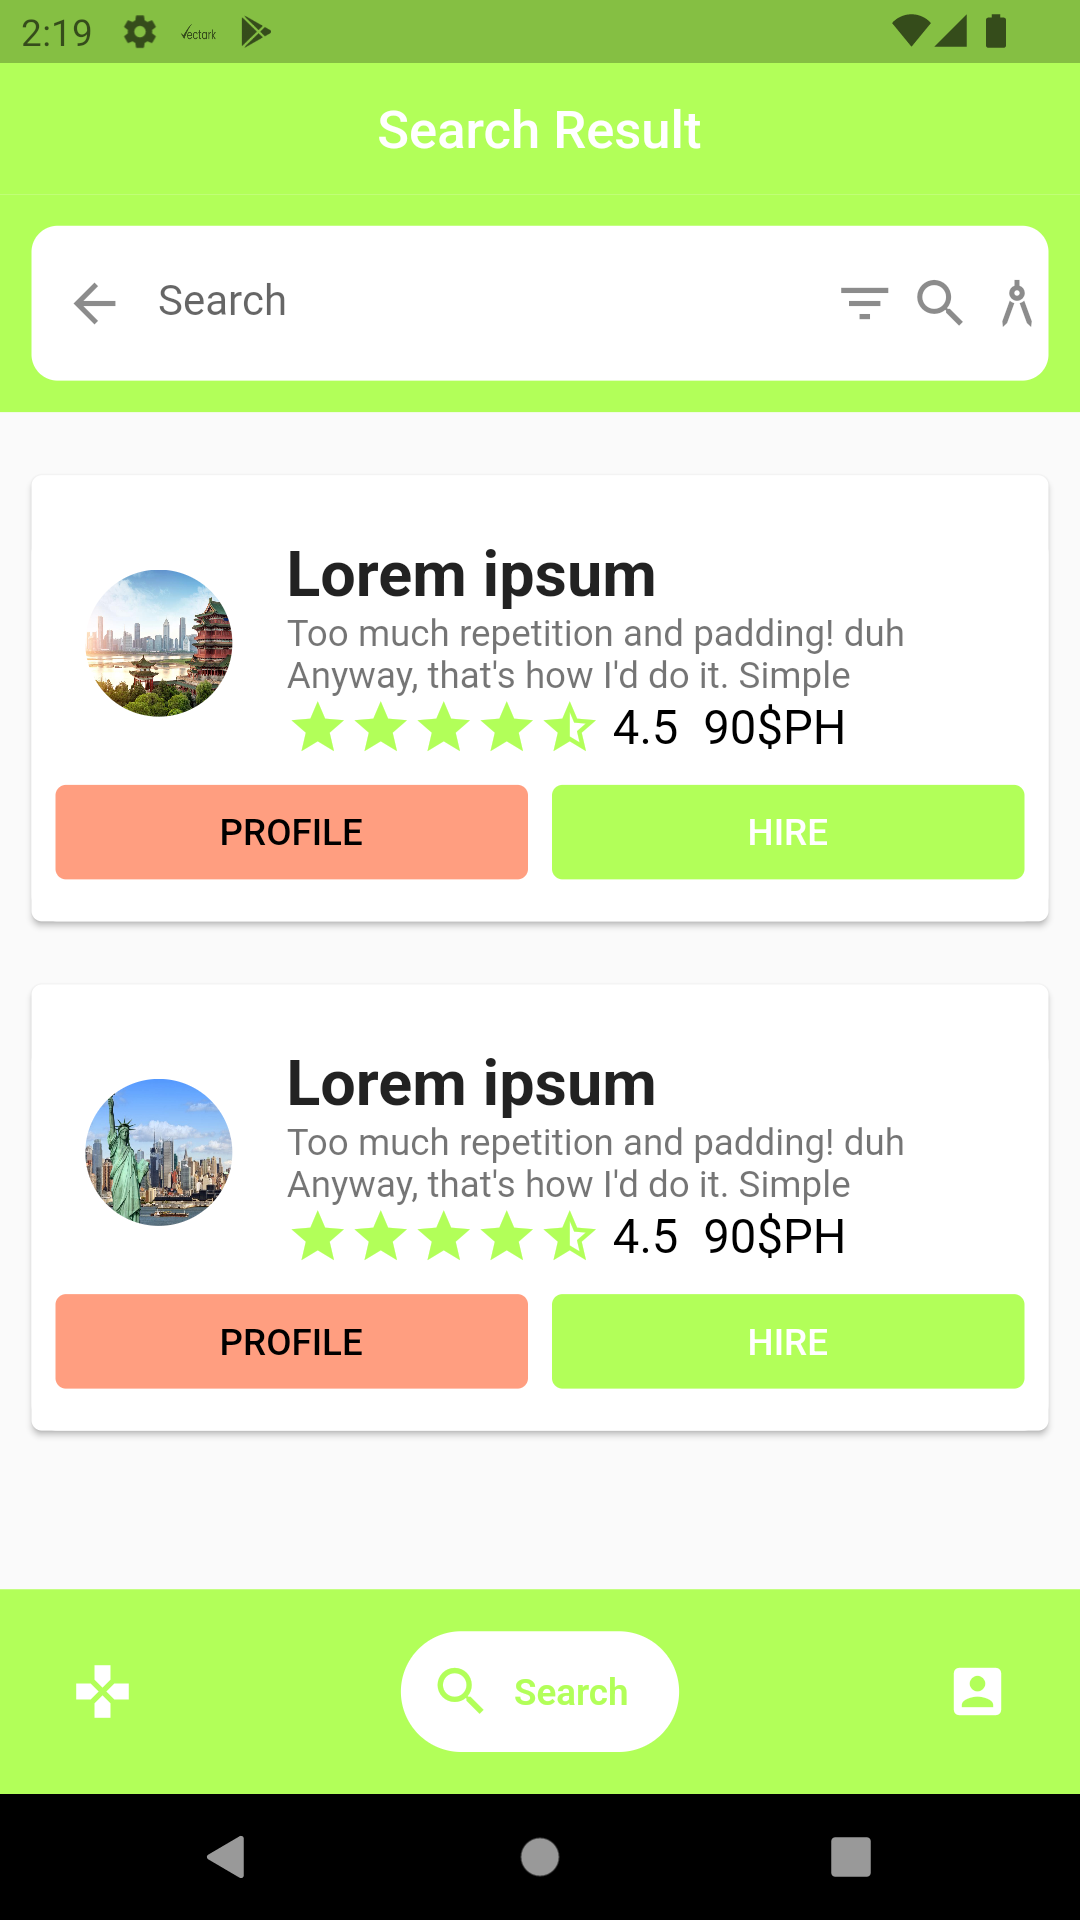 2:19 Vectark
Search Result
Search
Lorem ipsum
Too much repetition and padding! duh
Anyway, that's how I'd do it. Simple
4.5 90$PH
PROFILE HIRE
Lorem ipsum
Too much repetition and padding! duh
Anyway, that's how I'd do it. Simple
4.5 90$PH
PROFILE HIRE
Search